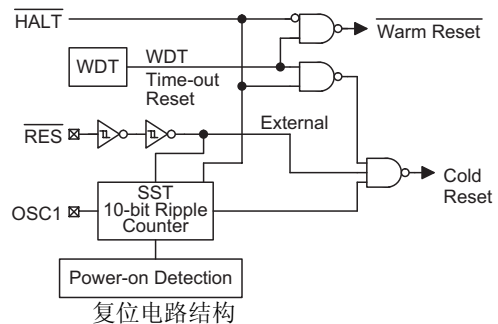 HALT
Warm Reset
WDT
WDT
Time-out
Reset
RES
External
SST
10-bit Ripple
Counter
OSC1
Cold
Reset
Power-on Detection
复位电路结构